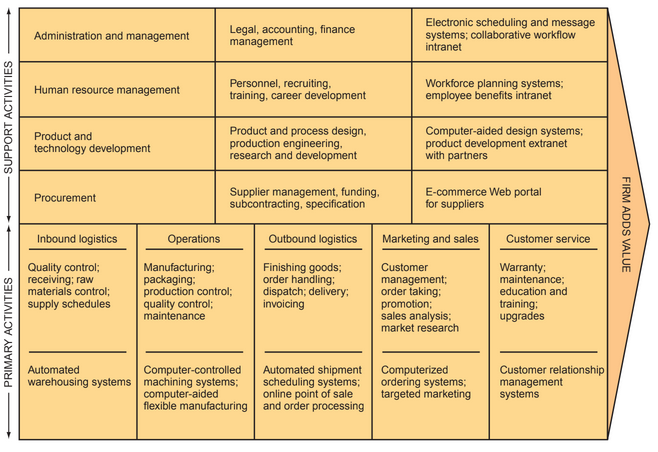 SUPPORT ACTIVITIES
Administration and management
Legal, accounting, finance
management
Electronic scheduling and message
systems; collaborative workflow
intranet
Human resource management
Personnel, recruiting,
training, career development
Workforce planning systems;
employee benefits intranet
Product and
technology development
Product and process design,
production engineering,
research and development
Computer-aided design systems;
product development extranet
with partners
Procurement
Supplier management, funding,
subcontracting, specification
E-commerce Web portal
for suppliers
PRIMARY ACTIVITIES
Inbound logistics
Quality control;
receiving; raw
materials control;
supply schedules
Automated
warehousing systems
Operations
Manufacturing;
packaging;
production control;
quality control;
maintenance
Computer-controlled
machining systems;
computer-aided
flexible manufacturing
Outbound logistics
Finishing goods;
order handling;
dispatch; delivery;
invoicing
Automated shipment
scheduling systems;
online point of sale
and order processing
Marketing and sales
Customer
management;
order taking;
promotion;
sales analysis;
market research
Computerized
ordering systems;
targeted marketing
Customer service
Warranty;
maintenance;
education and
training;
upgrades
Customer relationship
management
systems
FIRM ADDS VALUE